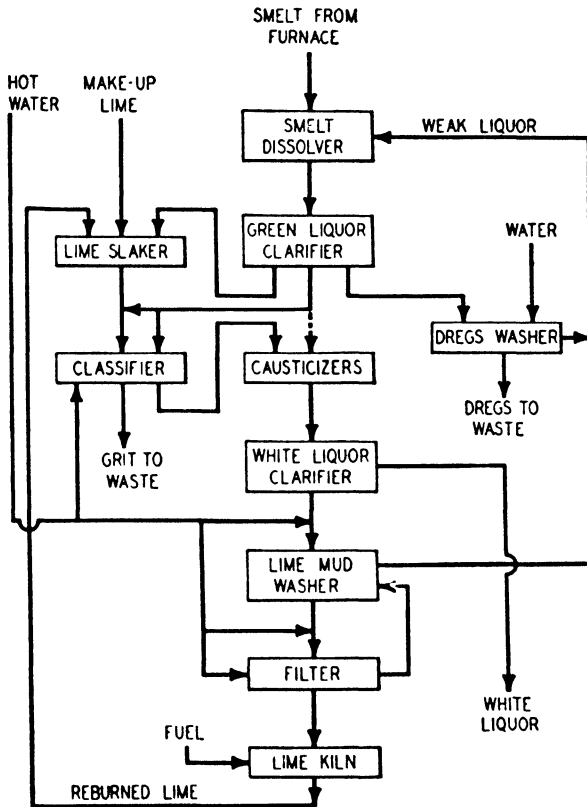 SMELT FROM
FURNACE
HOT
WATER
MAKE-UP
LIME
SMELT
DISSOLVER
WEAK LIQUOR
LIME SLAKER
GREEN LIQUOR
CLARIFIER
WATER
CLASSIFIER
CAUSTICIZERS
DREGS WASHER
GRIT TO
WASTE
DREGS TO
WASTE
WHITE LIQUOR
CLARIFIER
LIME MUD
WASHER
FILTER
WHITE
LIQUOR
FUEL
LIME KILN
REBURNED LIME